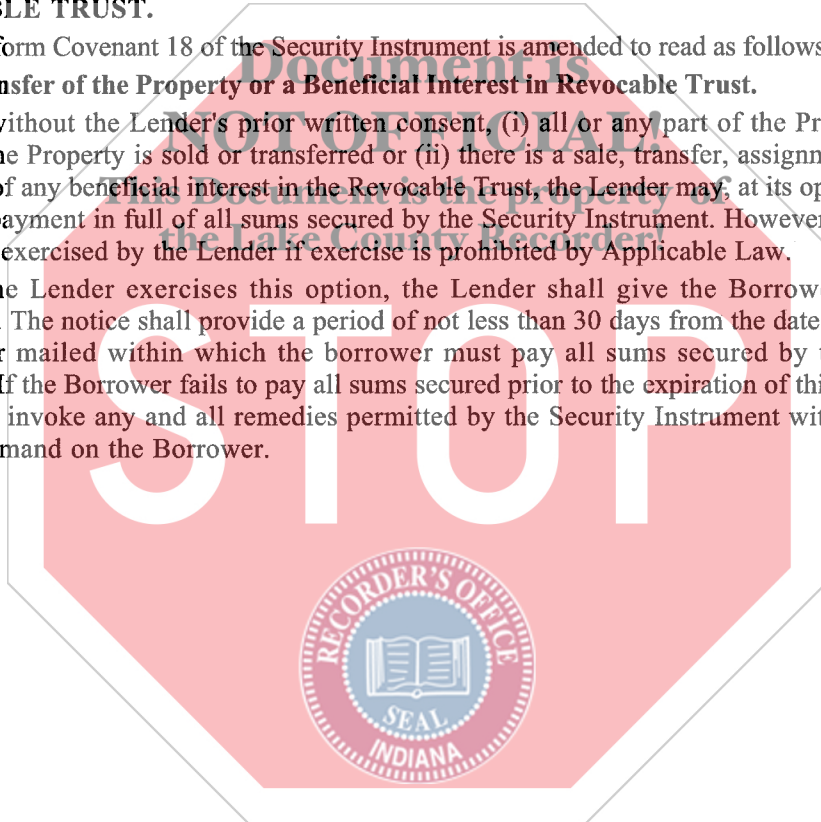 BLE TRUST.
form Covenant 18 of the Security Instrument is amended to read as follows
nsfer of the Property or a Beneficial Interest in Revocable Trust.
without the Lender's prior written consent, (i) all or any part of the Pr
he Property is sold or transferred or (ii) there is a sale, transfer, assignm
of any beneficial interest in the Revocable Trust, the Lender may, at its op
payment in full of all sums secured by the Security Instrument. However
exercised by the Lender if exercise is prohibited by Applicable Law.
he Lender exercises this option, the Lender shall give the Borrow
. The notice shall provide a period of not less than 30 days from the date
r mailed within which the borrower must pay all sums secured by
If the Borrower fails to pay all sums secured prior to the expiration of thi
invoke any and all remedies permitted by the Security Instrument wit
mand on the Borrower.
Document is
NOT OFFICIAL!
This Document is the property of
the Lake County Recorder!
STOP
RECORDER'S OFFICE
SEAL
INDIANA